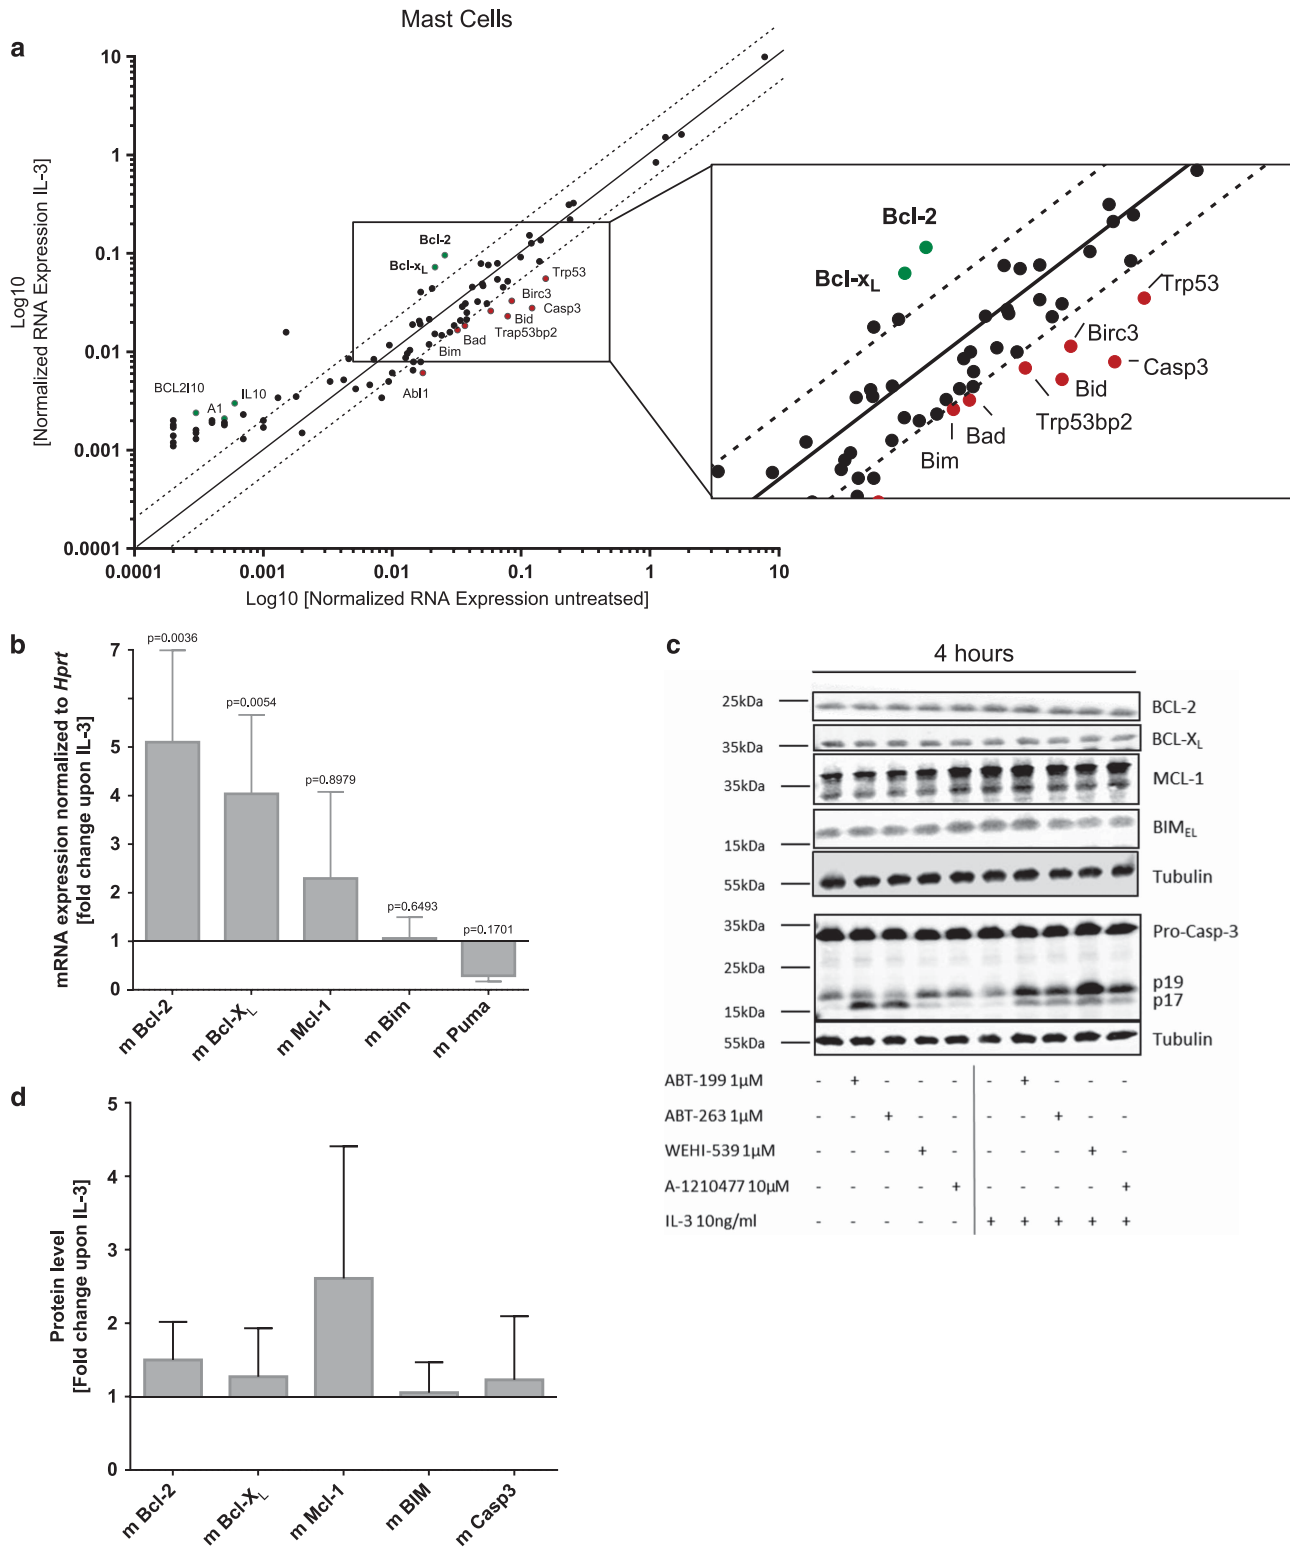 Mast Cells
a
Log10
[Normalized RNA Expression IL-3]
10
1
0.1
0.01
0.001
0.0001
0.0001
0.001
0.01
0.1
1
10
Log10 [Normalized RNA Expression untreatsed]
Bcl-2
Bcl-xL
Trp53
Birc3
Casp3
Bid
Trap53bp2
Bad
Bim
Abl1
BCL2l10
A1
IL10
Bcl-2
Bcl-xL
Trp53
Birc3
Casp3
Bid
Trp53bp2
Bad
Bim
b
mRNA expression normalized to Hprt
[fold change upon IL-3]
7
6
5
4
3
2
1
0
p=0.0036
p=0.0054
p=0.8979
p=0.6493
p=0.1701
m Bcl-2
m Bcl-XL
m Mcl-1
m Bim
m Puma
c
4 hours
25kDa
BCL-2
35kDa
BCL-XL
35kDa
MCL-1
15kDa
BIMEL
55kDa
Tubulin
35kDa
Pro-Casp-3
25kDa
p19
15kDa
p17
55kDa
Tubulin
ABT-199 1µM - + - - - - + - - -
ABT-263 1µM - - + - - - - + - -
WEHI-539 1µM - - - + - - - - + -
A-1210477 10µM - - - - + - - - - +
IL-3 10ng/ml - - - - - + + + + +
d
Protein level
[Fold change upon IL-3]
5
4
3
2
1
0
m Bcl-2
m Bcl-XL
m Mcl-1
m BIM
m Casp3